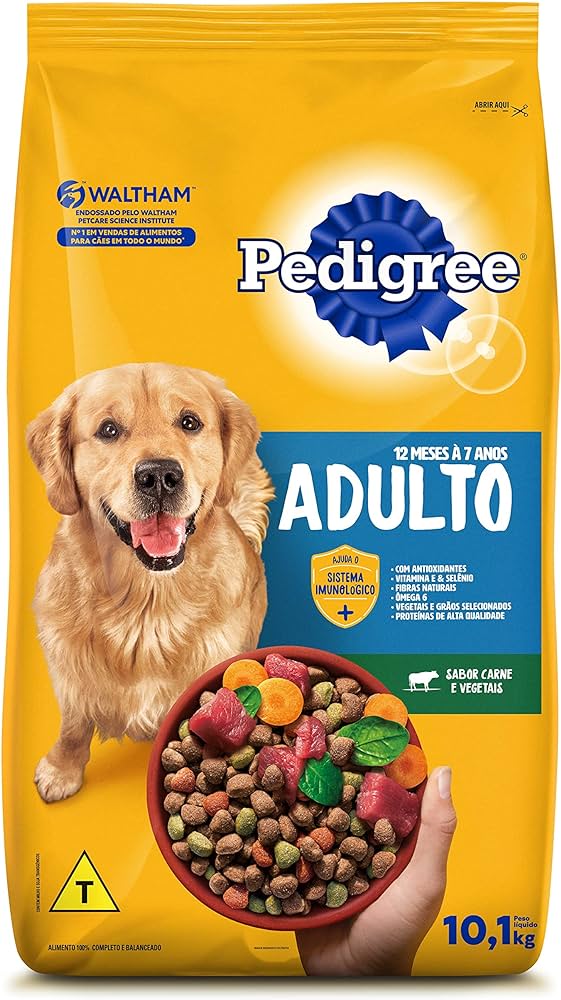 ABRIR AQUI
WALTHAM™
ENDOSSADO PELO WALTHAM
PETCARE SCIENCE INSTITUTE
Nº 1 EM VENDAS DE ALIMENTOS
PARA CÃES EM TODO O MUNDO*
Pedigree®
12 MESES À 7 ANOS
ADULTO
AJUDA O
SISTEMA
IMUNOLÓGICO
+
• COM ANTIOXIDANTES
• VITAMINA E & SELÊNIO
• FIBRAS NATURAIS
• ÔMEGA 6
• VEGETAIS E GRÃOS SELECIONADOS
• PROTEÍNAS DE ALTA QUALIDADE
SABOR CARNE
E VEGETAIS
T
ALIMENTO 100% COMPLETO E BALANCEADO
10,1kg
Peso
líquido